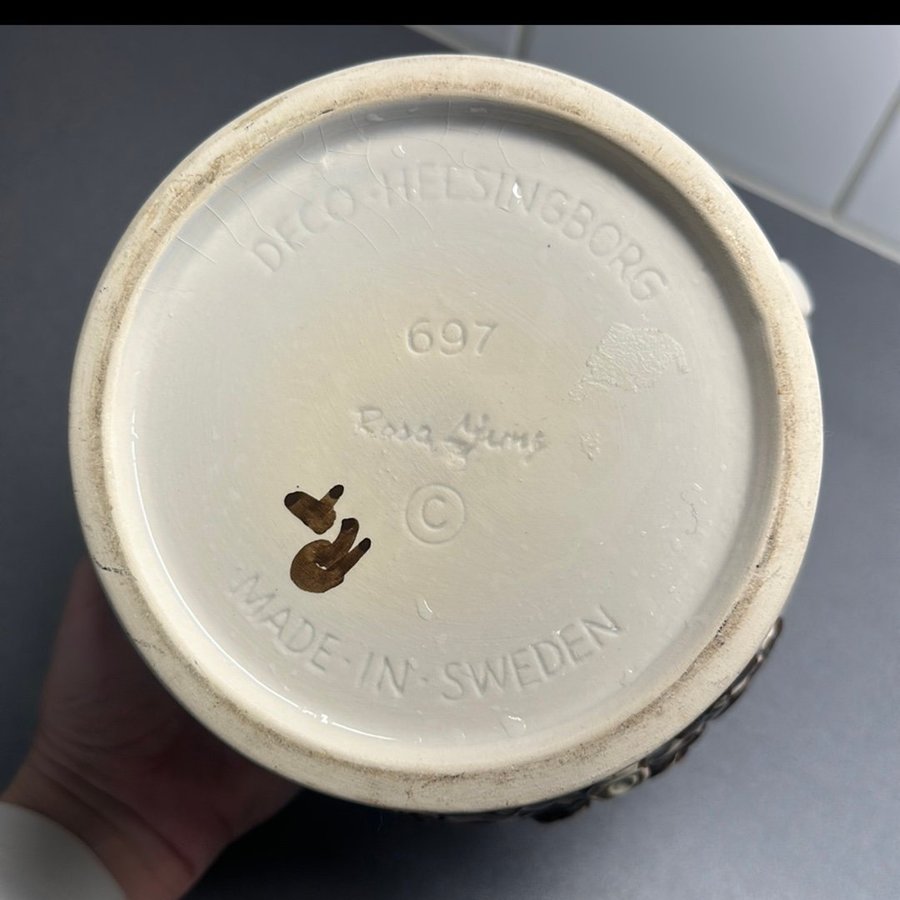 DECO·HELSINGBORG
697
Rosa Ljung
©
MADE·IN·SWEDEN